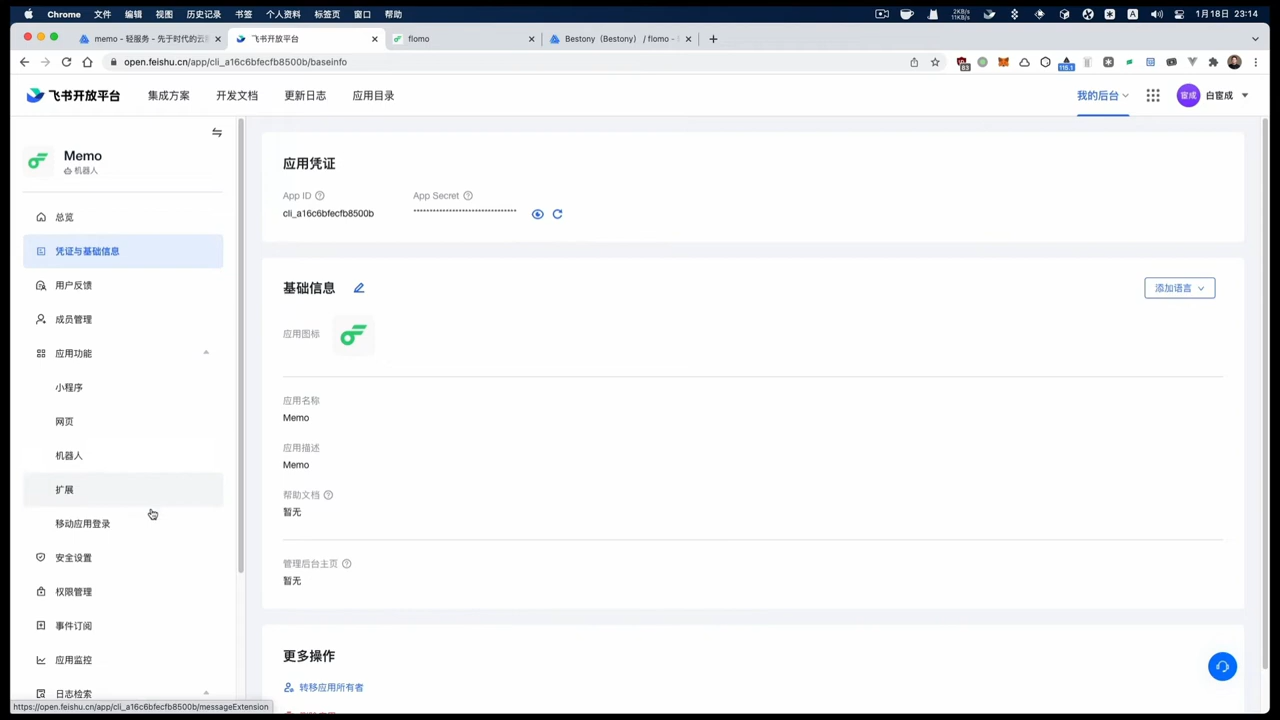 Chrome 文件 编辑 视图 历史记录 书签 个人资料 标签页 窗口 帮助
2KB/s
11KB/s
1月18日 23:14
memo - 轻服务 - 先于时代的云
飞书开放平台
flomo
Bestony（Bestony） / flomo -
open.feishu.cn/app/cli_a16c6bfecfb8500b/baseinfo
飞书开放平台 集成方案 开发文档 更新日志 应用目录
我的后台 宦成 白宦成
Memo
机器人
总览
凭证与基础信息
用户反馈
成员管理
应用功能
小程序
网页
机器人
扩展
移动应用登录
安全设置
权限管理
事件订阅
应用监控
日志检索
应用凭证
App ID
App Secret
cli_a16c6bfecfb8500b
******************************
基础信息
添加语言
应用图标
应用名称
Memo
应用描述
Memo
帮助文档
暂无
管理后台主页
暂无
更多操作
转移应用所有者
https://open.feishu.cn/app/cli_a16c6bfecfb8500b/messageExtension